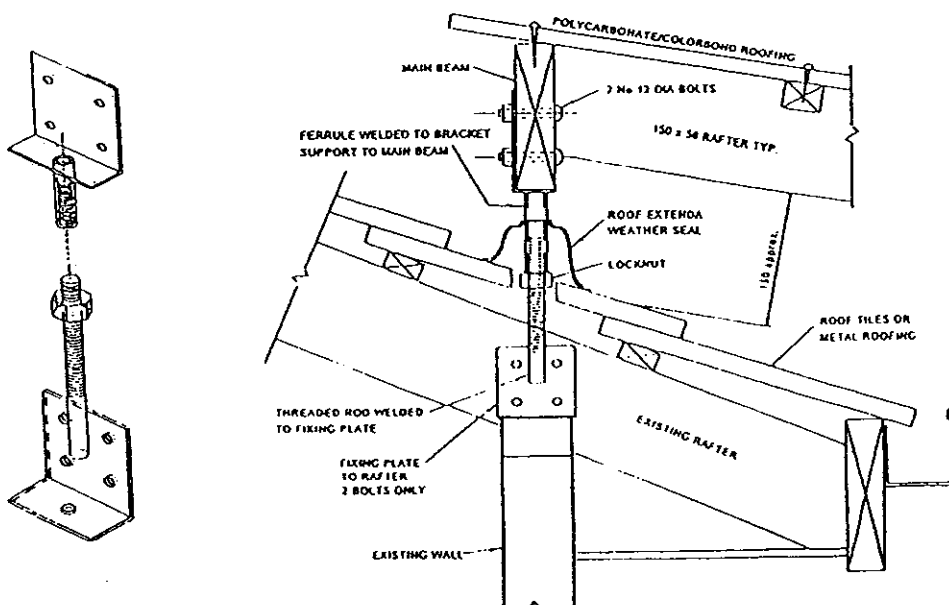 POLYCARBONATE/COLORBOND ROOFING
MAIN BEAM
2 No 12 DIA BOLTS
FERRULE WELDED TO BRACKET
SUPPORT TO MAIN BEAM
150 x 50 RAFTER TYP.
ROOF EXTENDA
WEATHER SEAL
LOCKNUT
150 approx.
ROOF TILES OR
METAL ROOFING
THREADED ROD WELDED
TO FIXING PLATE
EXISTING RAFTER
FIXING PLATE
TO RAFTER
2 BOLTS ONLY
EXISTING WALL